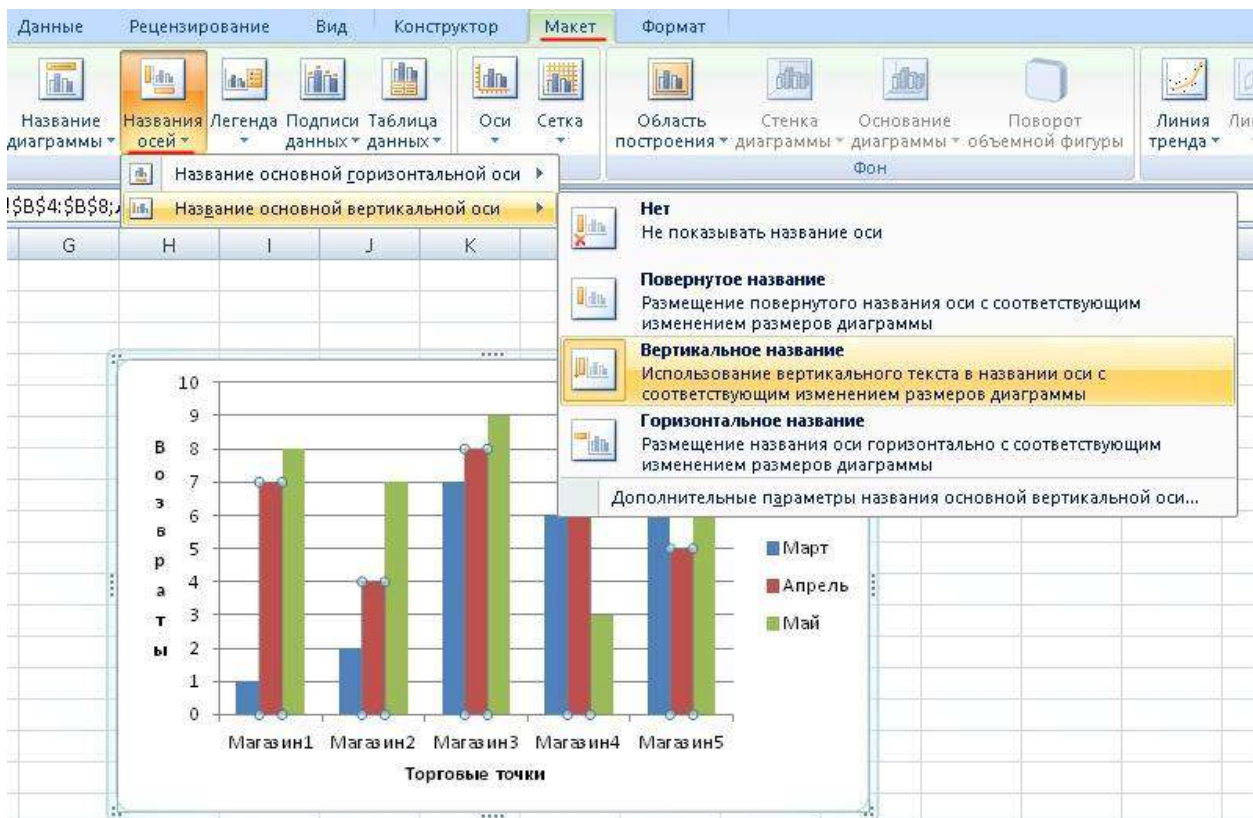 Данные Рецензирование Вид Конструктор Макет Формат
Название диаграммы
Названия осей
Легенда
Подписи данных
Таблица данных
Оси
Сетка
Область построения
Стенка диаграммы
Основание диаграммы
Поворот объемной фигуры
Линия тренда
Фон
Название основной горизонтальной оси
Название основной вертикальной оси
!$B$4:$B$8;
G H I J K
Нет
Не показывать название оси
Повернутое название
Размещение повернутого названия оси с соответствующим
изменением размеров диаграммы
Вертикальное название
Использование вертикального текста в названии оси с
соответствующим изменением размеров диаграммы
Горизонтальное название
Размещение названия оси горизонтально с соответствующим
изменением размеров диаграммы
Дополнительные параметры названия основной вертикальной оси...
Возвраты
10
9
8
7
6
5
4
3
2
1
0
Магазин1 Магазин2 Магазин3 Магазин4 Магазин5
Торговые точки
Март
Апрель
Май